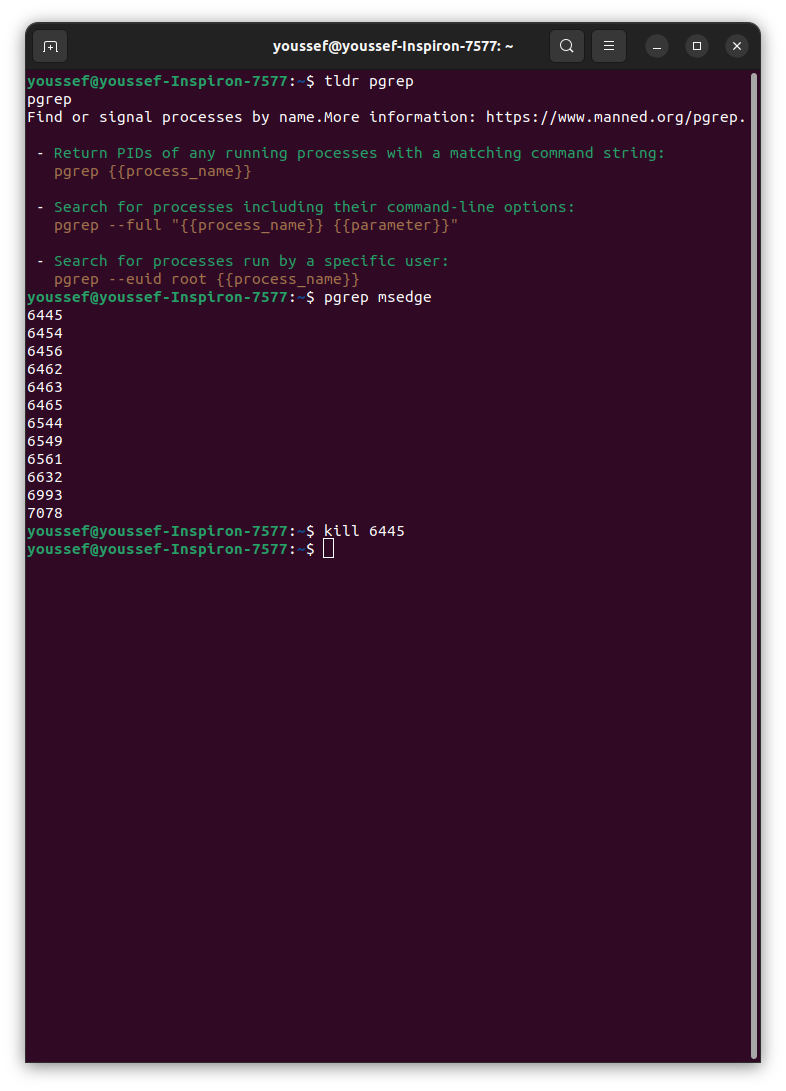 youssef@youssef-Inspiron-7577: ~
youssef@youssef-Inspiron-7577:~$ tldr pgrep
pgrep
Find or signal processes by name.More information: https://www.manned.org/pgrep.
- Return PIDs of any running processes with a matching command string:
pgrep {{process_name}}
- Search for processes including their command-line options:
pgrep --full "{{process_name}} {{parameter}}"
- Search for processes run by a specific user:
pgrep --euid root {{process_name}}
youssef@youssef-Inspiron-7577:~$ pgrep msedge
6445
6454
6456
6462
6463
6465
6544
6549
6561
6632
6993
7078
youssef@youssef-Inspiron-7577:~$ kill 6445
youssef@youssef-Inspiron-7577:~$